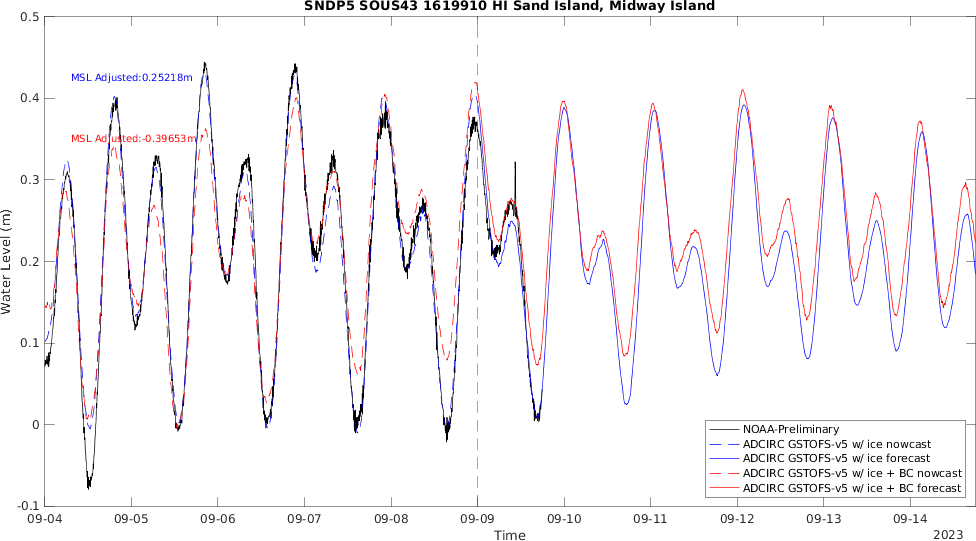 SNDP5 SOUS43 1619910 HI Sand Island, Midway Island
0.5
0.4
0.3
0.2
0.1
0
-0.1
Water Level (m)
MSL Adjusted:0.25218m
MSL Adjusted:-0.39653m
NOAA-Preliminary
ADCIRC GSTOFS-v5 w/ ice nowcast
ADCIRC GSTOFS-v5 w/ ice forecast
ADCIRC GSTOFS-v5 w/ ice + BC nowcast
ADCIRC GSTOFS-v5 w/ ice + BC forecast
09-04 09-05 09-06 09-07 09-08 09-09 09-10 09-11 09-12 09-13 09-14
Time
2023